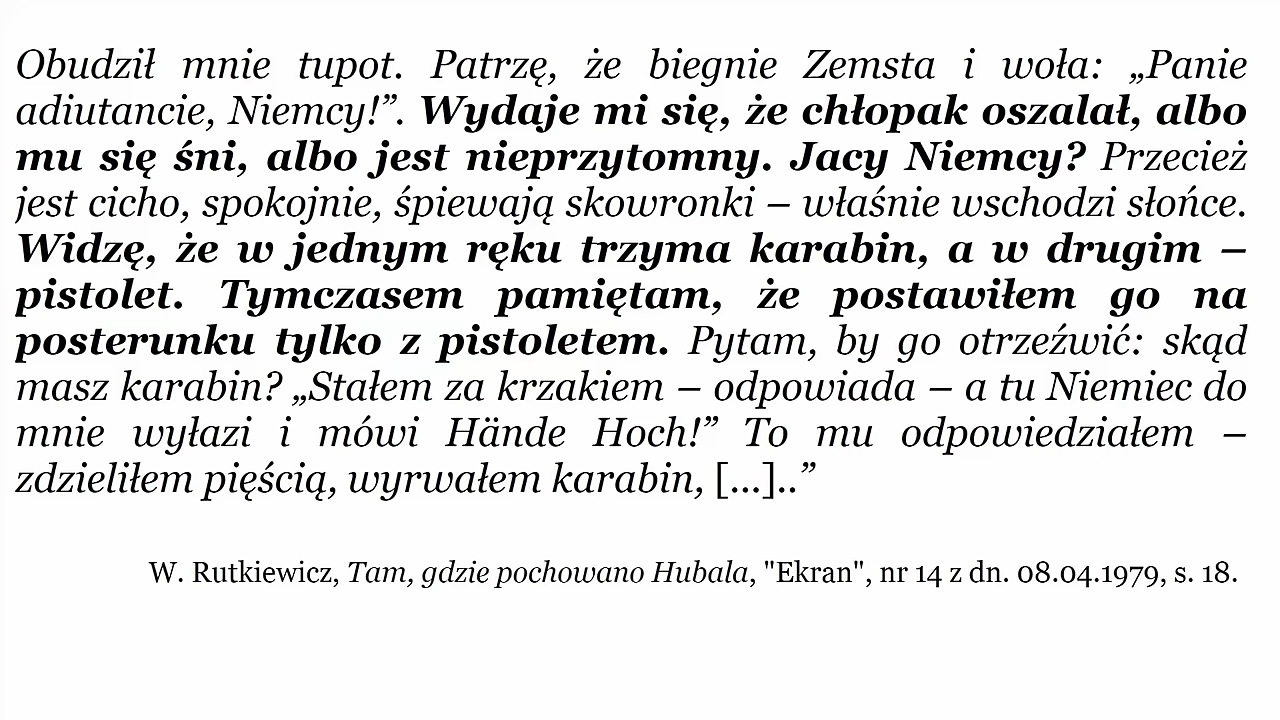 Obudził mnie tupot. Patrzę, że biegnie Zemsta i woła: „Panie
adiutancie, Niemcy!”. Wydaje mi się, że chłopak oszalał, albo
mu się śni, albo jest nieprzytomny. Jacy Niemcy? Przecież
jest cicho, spokojnie, śpiewają skowronki – właśnie wschodzi słońce.
Widzę, że w jednym ręku trzyma karabin, a w drugim –
pistolet. Tymczasem pamiętam, że postawiłem go na
posterunku tylko z pistoletem. Pytam, by go otrzeźwić: skąd
masz karabin? „Stałem za krzakiem – odpowiada – a tu Niemiec do
mnie wyłazi i mówi Hände Hoch!” To mu odpowiedziałem –
zdzieliłem pięścią, wyrwałem karabin, [...]..”
W. Rutkiewicz, Tam, gdzie pochowano Hubala, "Ekran", nr 14 z dn. 08.04.1979, s. 18.